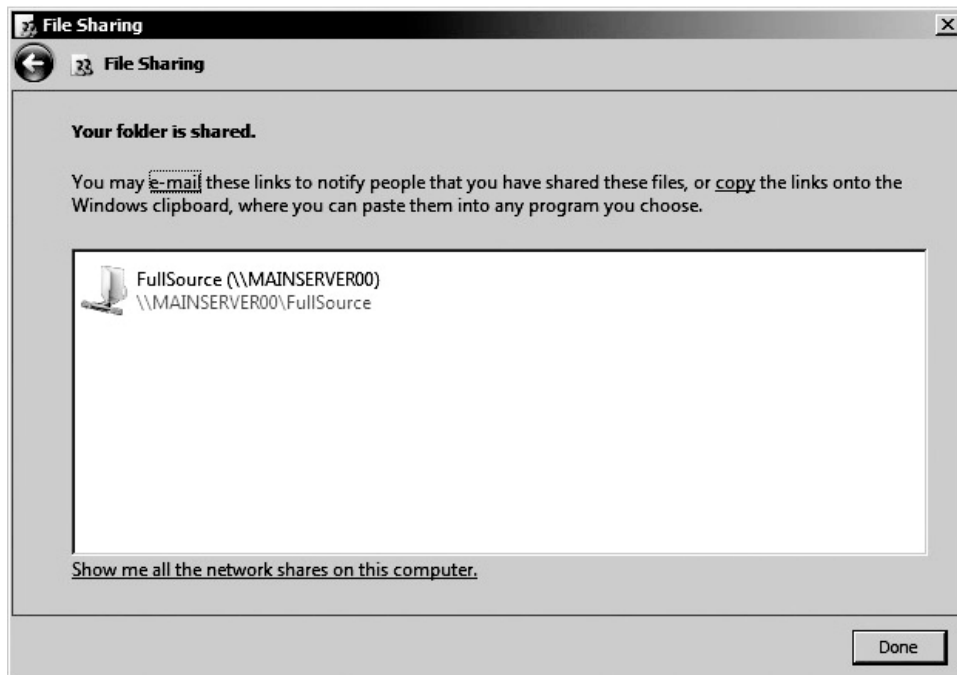 File Sharing
File Sharing
Your folder is shared.
You may e-mail these links to notify people that you have shared these files, or copy the links onto the
Windows clipboard, where you can paste them into any program you choose.
FullSource (\\MAINSERVER00)
\\MAINSERVER00\FullSource
Show me all the network shares on this computer.
Done